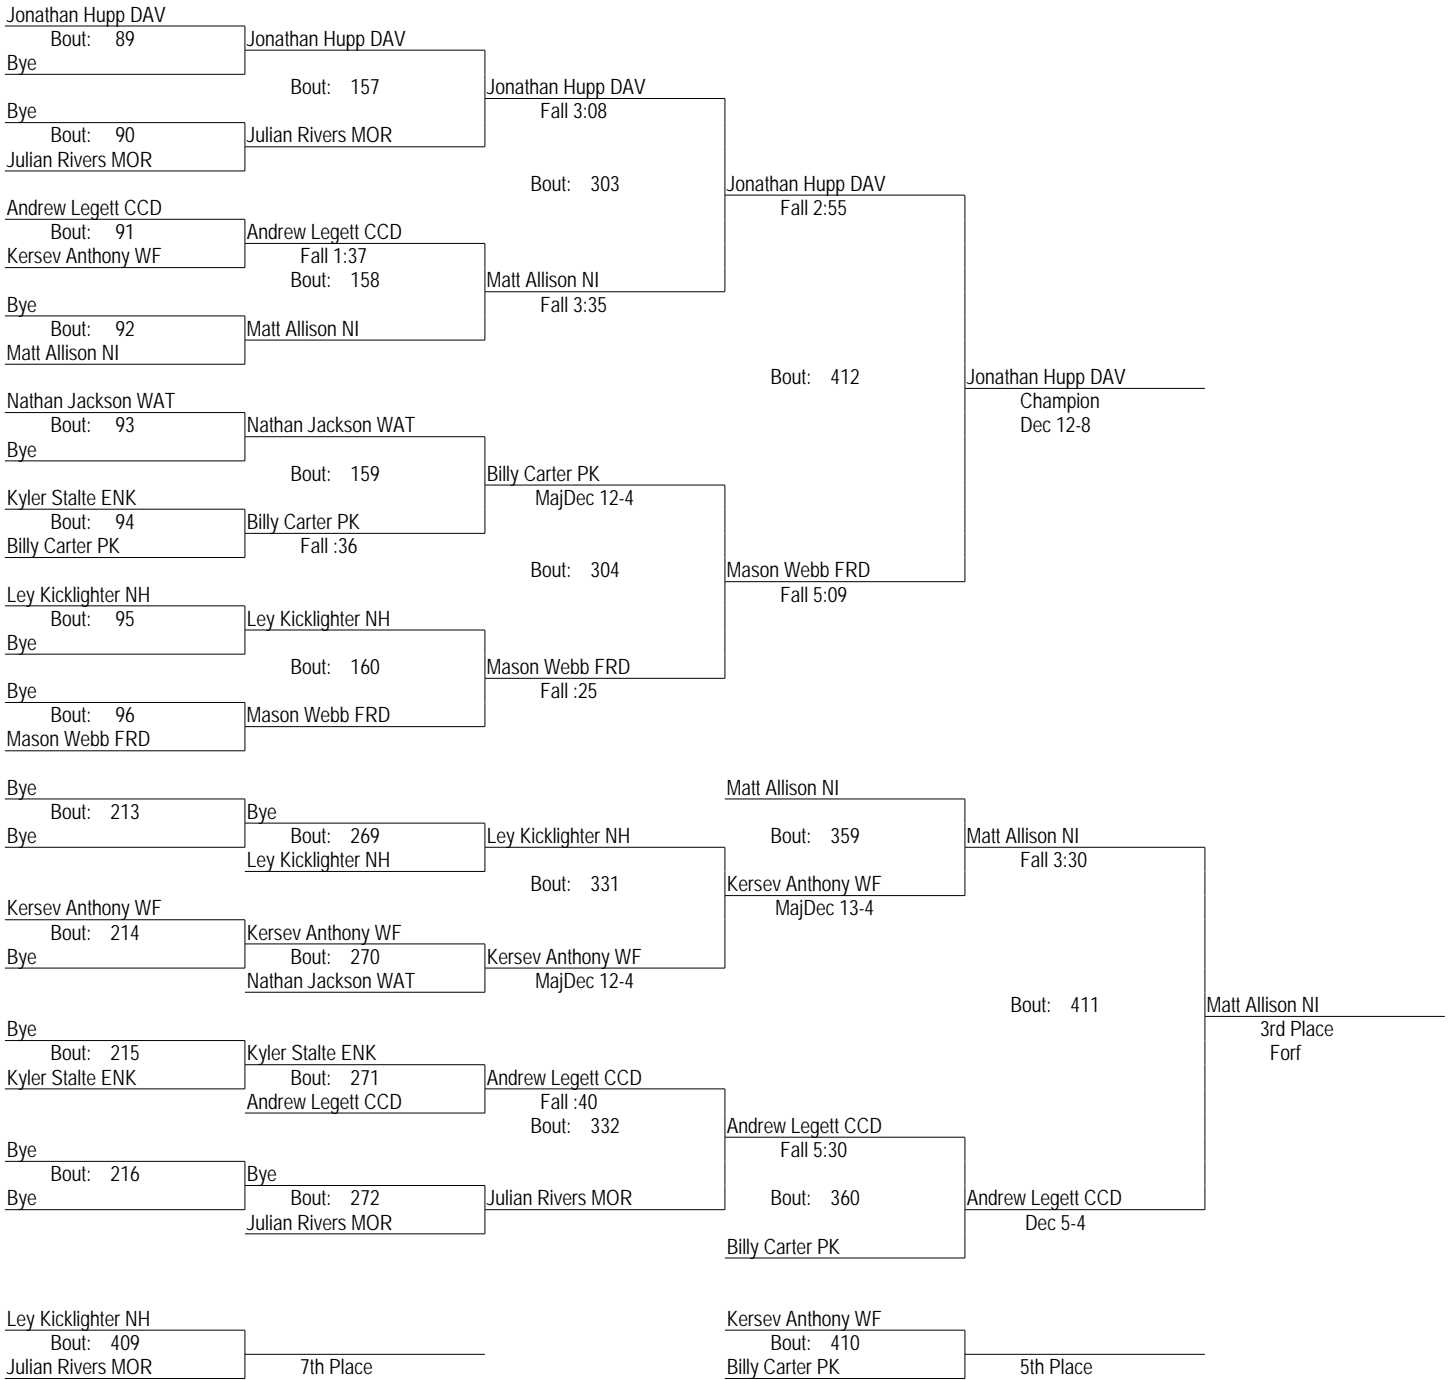 Jonathan Hupp DAV
Bout: 89
Jonathan Hupp DAV
Bye
Bout: 157
Jonathan Hupp DAV
Bye
Fall 3:08
Bout: 90
Julian Rivers MOR
Julian Rivers MOR
Bout: 303
Jonathan Hupp DAV
Andrew Legett CCD
Fall 2:55
Bout: 91
Andrew Legett CCD
Kersev Anthony WF
Fall 1:37
Bout: 158
Matt Allison NI
Bye
Fall 3:35
Bout: 92
Matt Allison NI
Matt Allison NI
Bout: 412
Jonathan Hupp DAV
Nathan Jackson WAT
Champion
Bout: 93
Nathan Jackson WAT
Dec 12-8
Bye
Bout: 159
Billy Carter PK
Kyler Stalte ENK
MajDec 12-4
Bout: 94
Billy Carter PK
Billy Carter PK
Fall :36
Bout: 304
Mason Webb FRD
Ley Kicklighter NH
Fall 5:09
Bout: 95
Ley Kicklighter NH
Bye
Bout: 160
Mason Webb FRD
Bye
Fall :25
Bout: 96
Mason Webb FRD
Mason Webb FRD
Bye
Matt Allison NI
Bout: 213
Bye
Bye
Bout: 269
Ley Kicklighter NH
Bout: 359
Matt Allison NI
Ley Kicklighter NH
Fall 3:30
Bout: 331
Kersev Anthony WF
Kersev Anthony WF
MajDec 13-4
Bout: 214
Kersev Anthony WF
Bye
Bout: 270
Kersev Anthony WF
Nathan Jackson WAT
MajDec 12-4
Bout: 411
Matt Allison NI
Bye
3rd Place
Bout: 215
Kyler Stalte ENK
Forf
Kyler Stalte ENK
Bout: 271
Andrew Legett CCD
Andrew Legett CCD
Fall :40
Bout: 332
Andrew Legett CCD
Bye
Fall 5:30
Bout: 216
Bye
Bye
Bout: 272
Julian Rivers MOR
Bout: 360
Andrew Legett CCD
Julian Rivers MOR
Dec 5-4
Billy Carter PK
Ley Kicklighter NH
Kersev Anthony WF
Bout: 409
Bout: 410
Julian Rivers MOR
7th Place
Billy Carter PK
5th Place